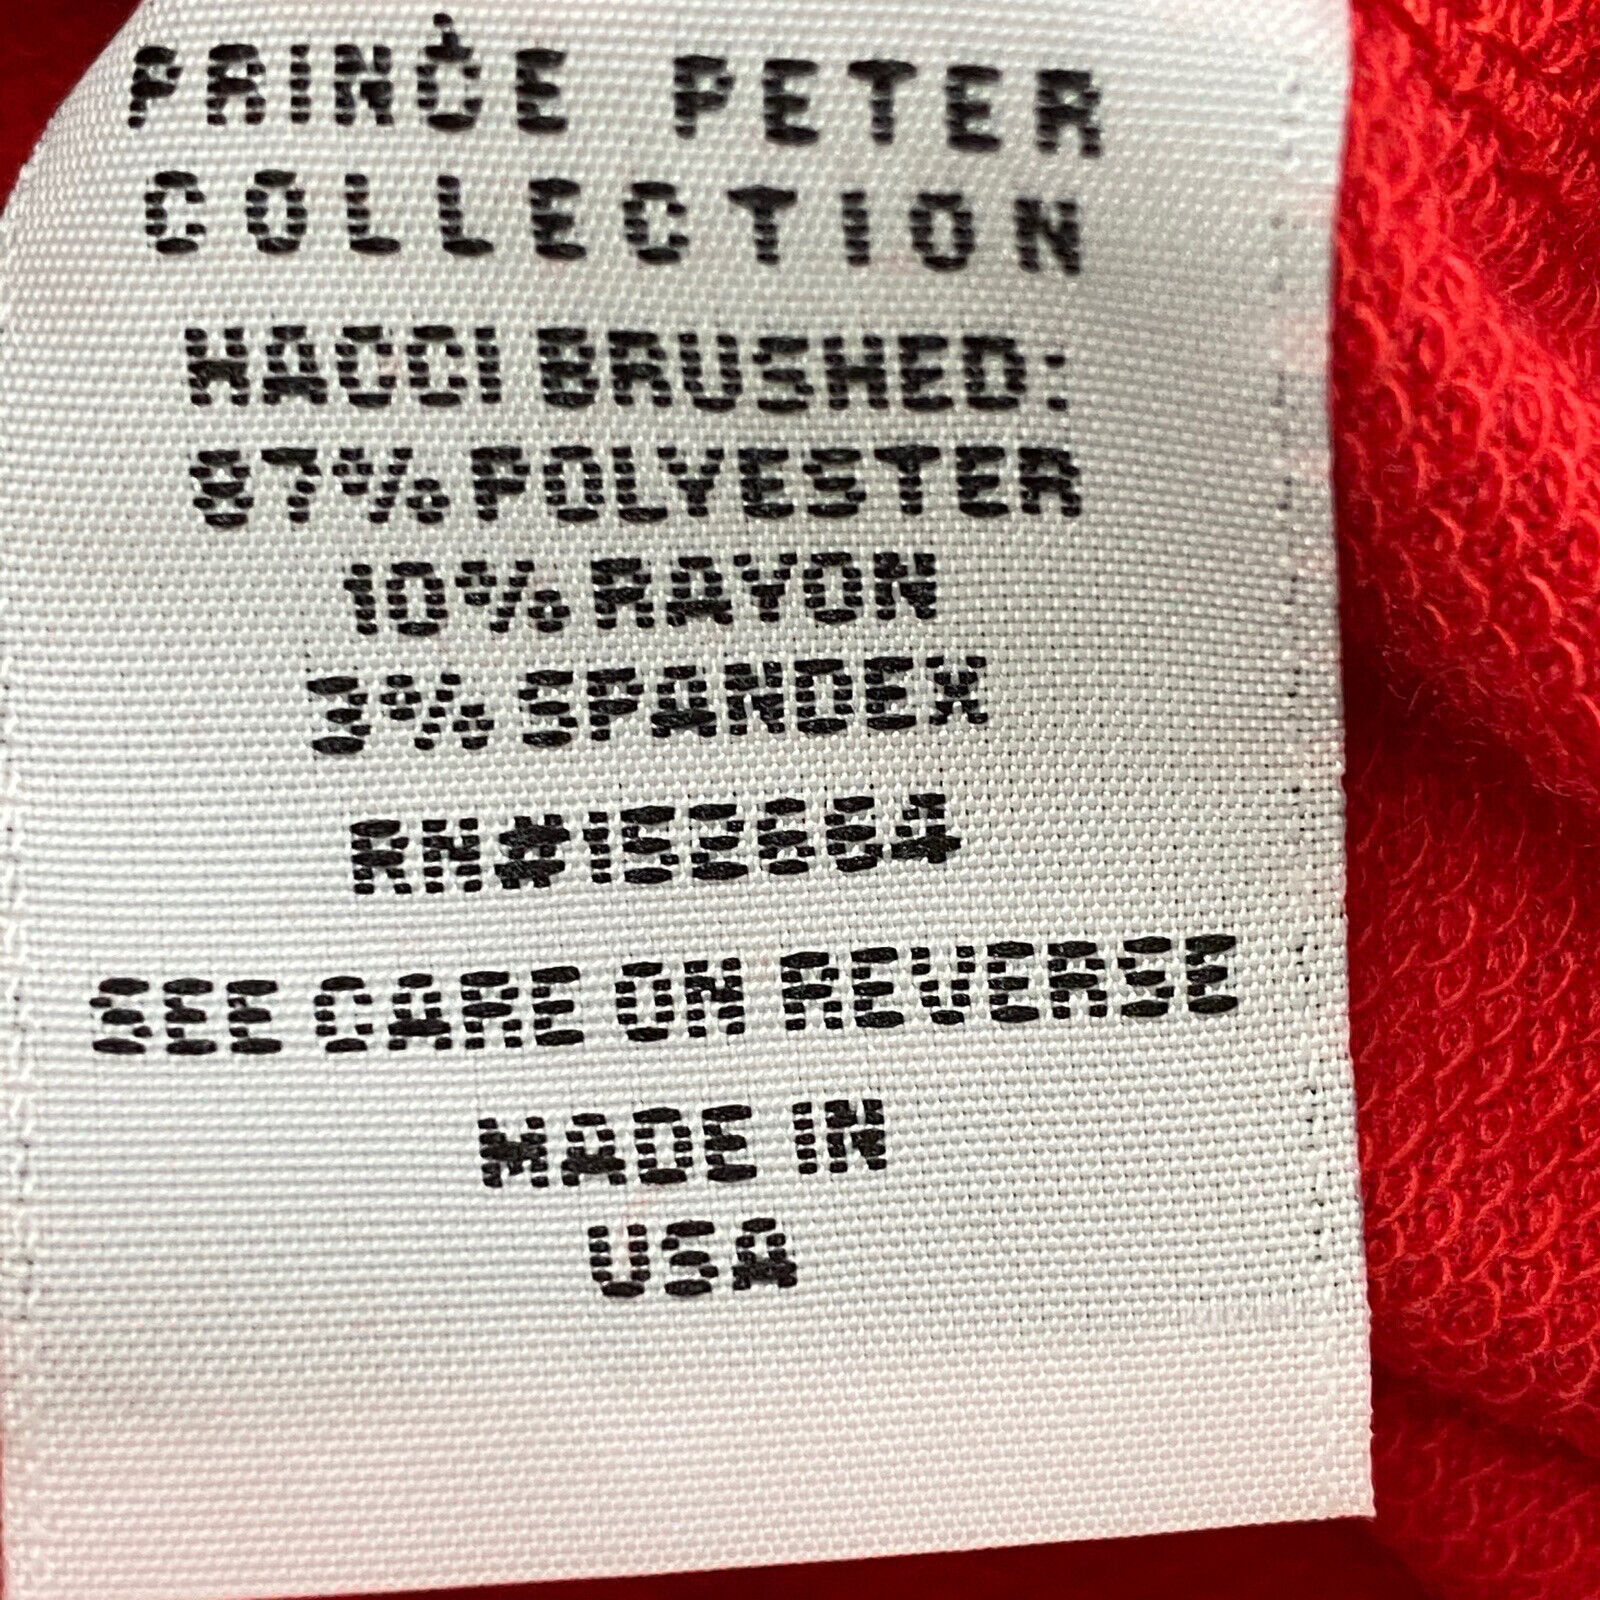 PRINCE PETER
COLLECTION
HACCI BRUSHED:
87% POLYESTER
10% RAYON
3% SPANDEX
RN#152664
SEE CARE ON REVERSE
MADE IN
USA